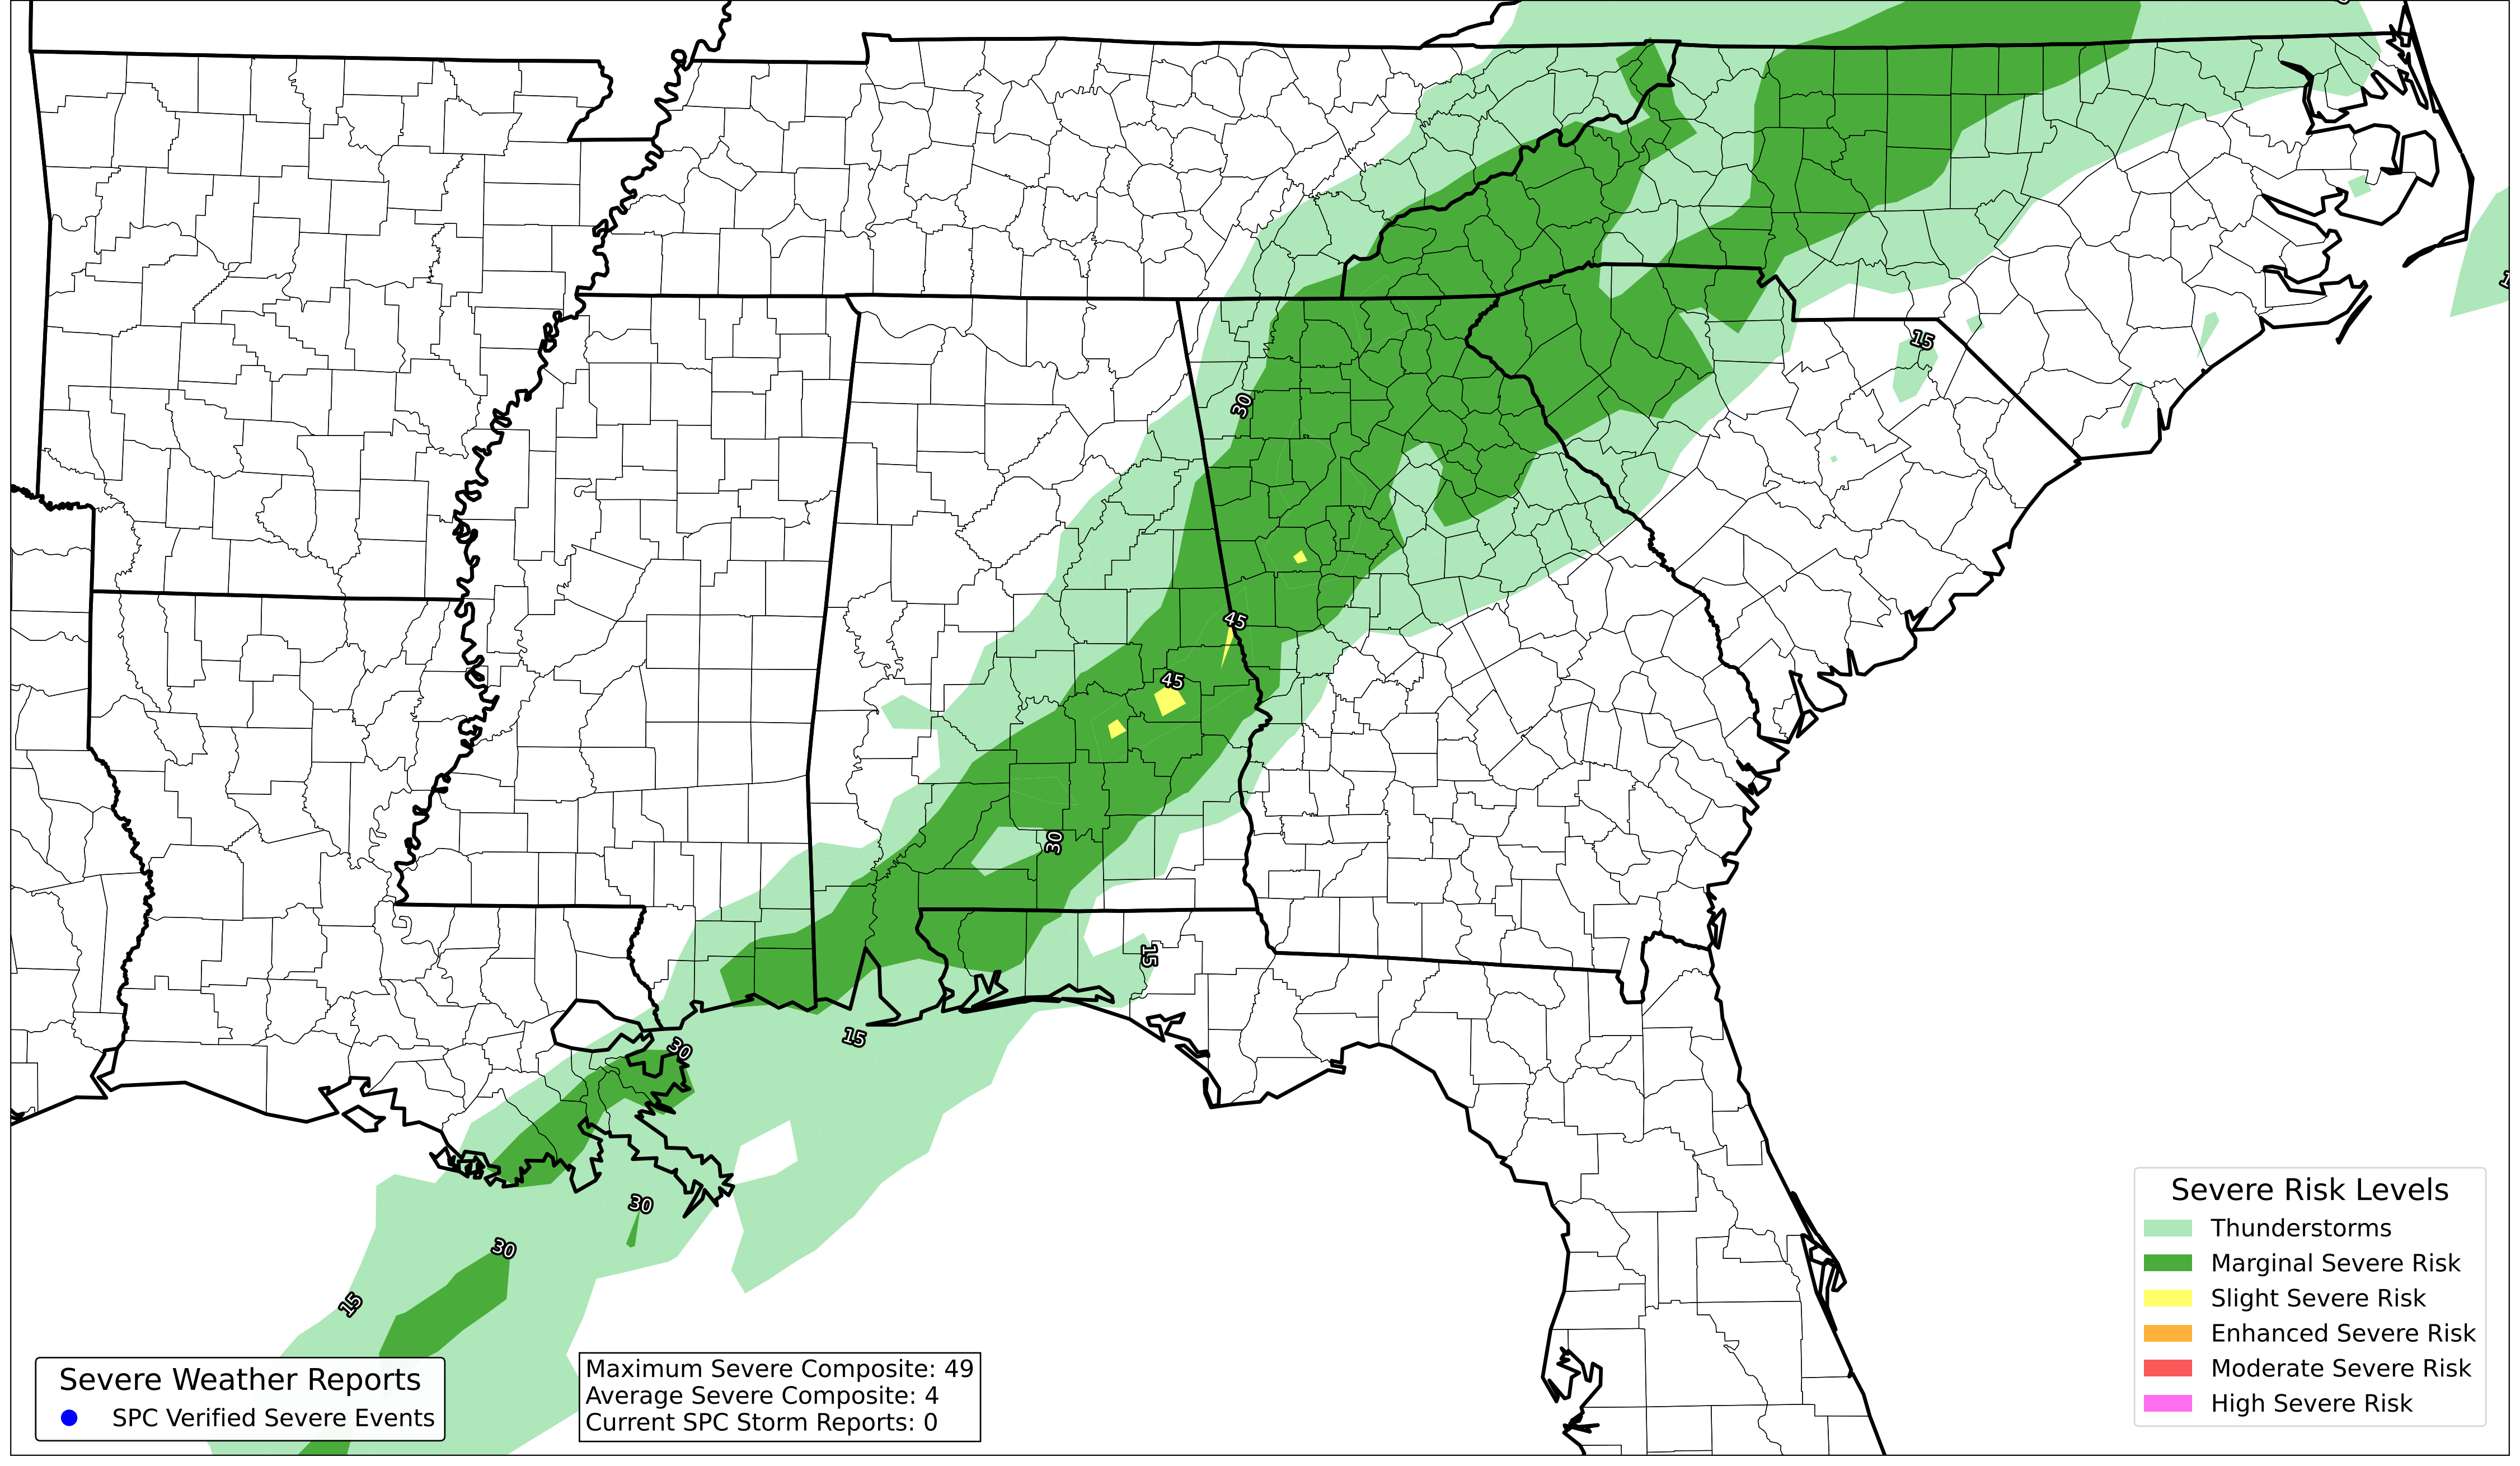 15
30
45
45
30
15
15
30
30
30
15
Severe Weather Reports
SPC Verified Severe Events
Maximum Severe Composite: 49
Average Severe Composite: 4
Current SPC Storm Reports: 0
Severe Risk Levels
Thunderstorms
Marginal Severe Risk
Slight Severe Risk
Enhanced Severe Risk
Moderate Severe Risk
High Severe Risk